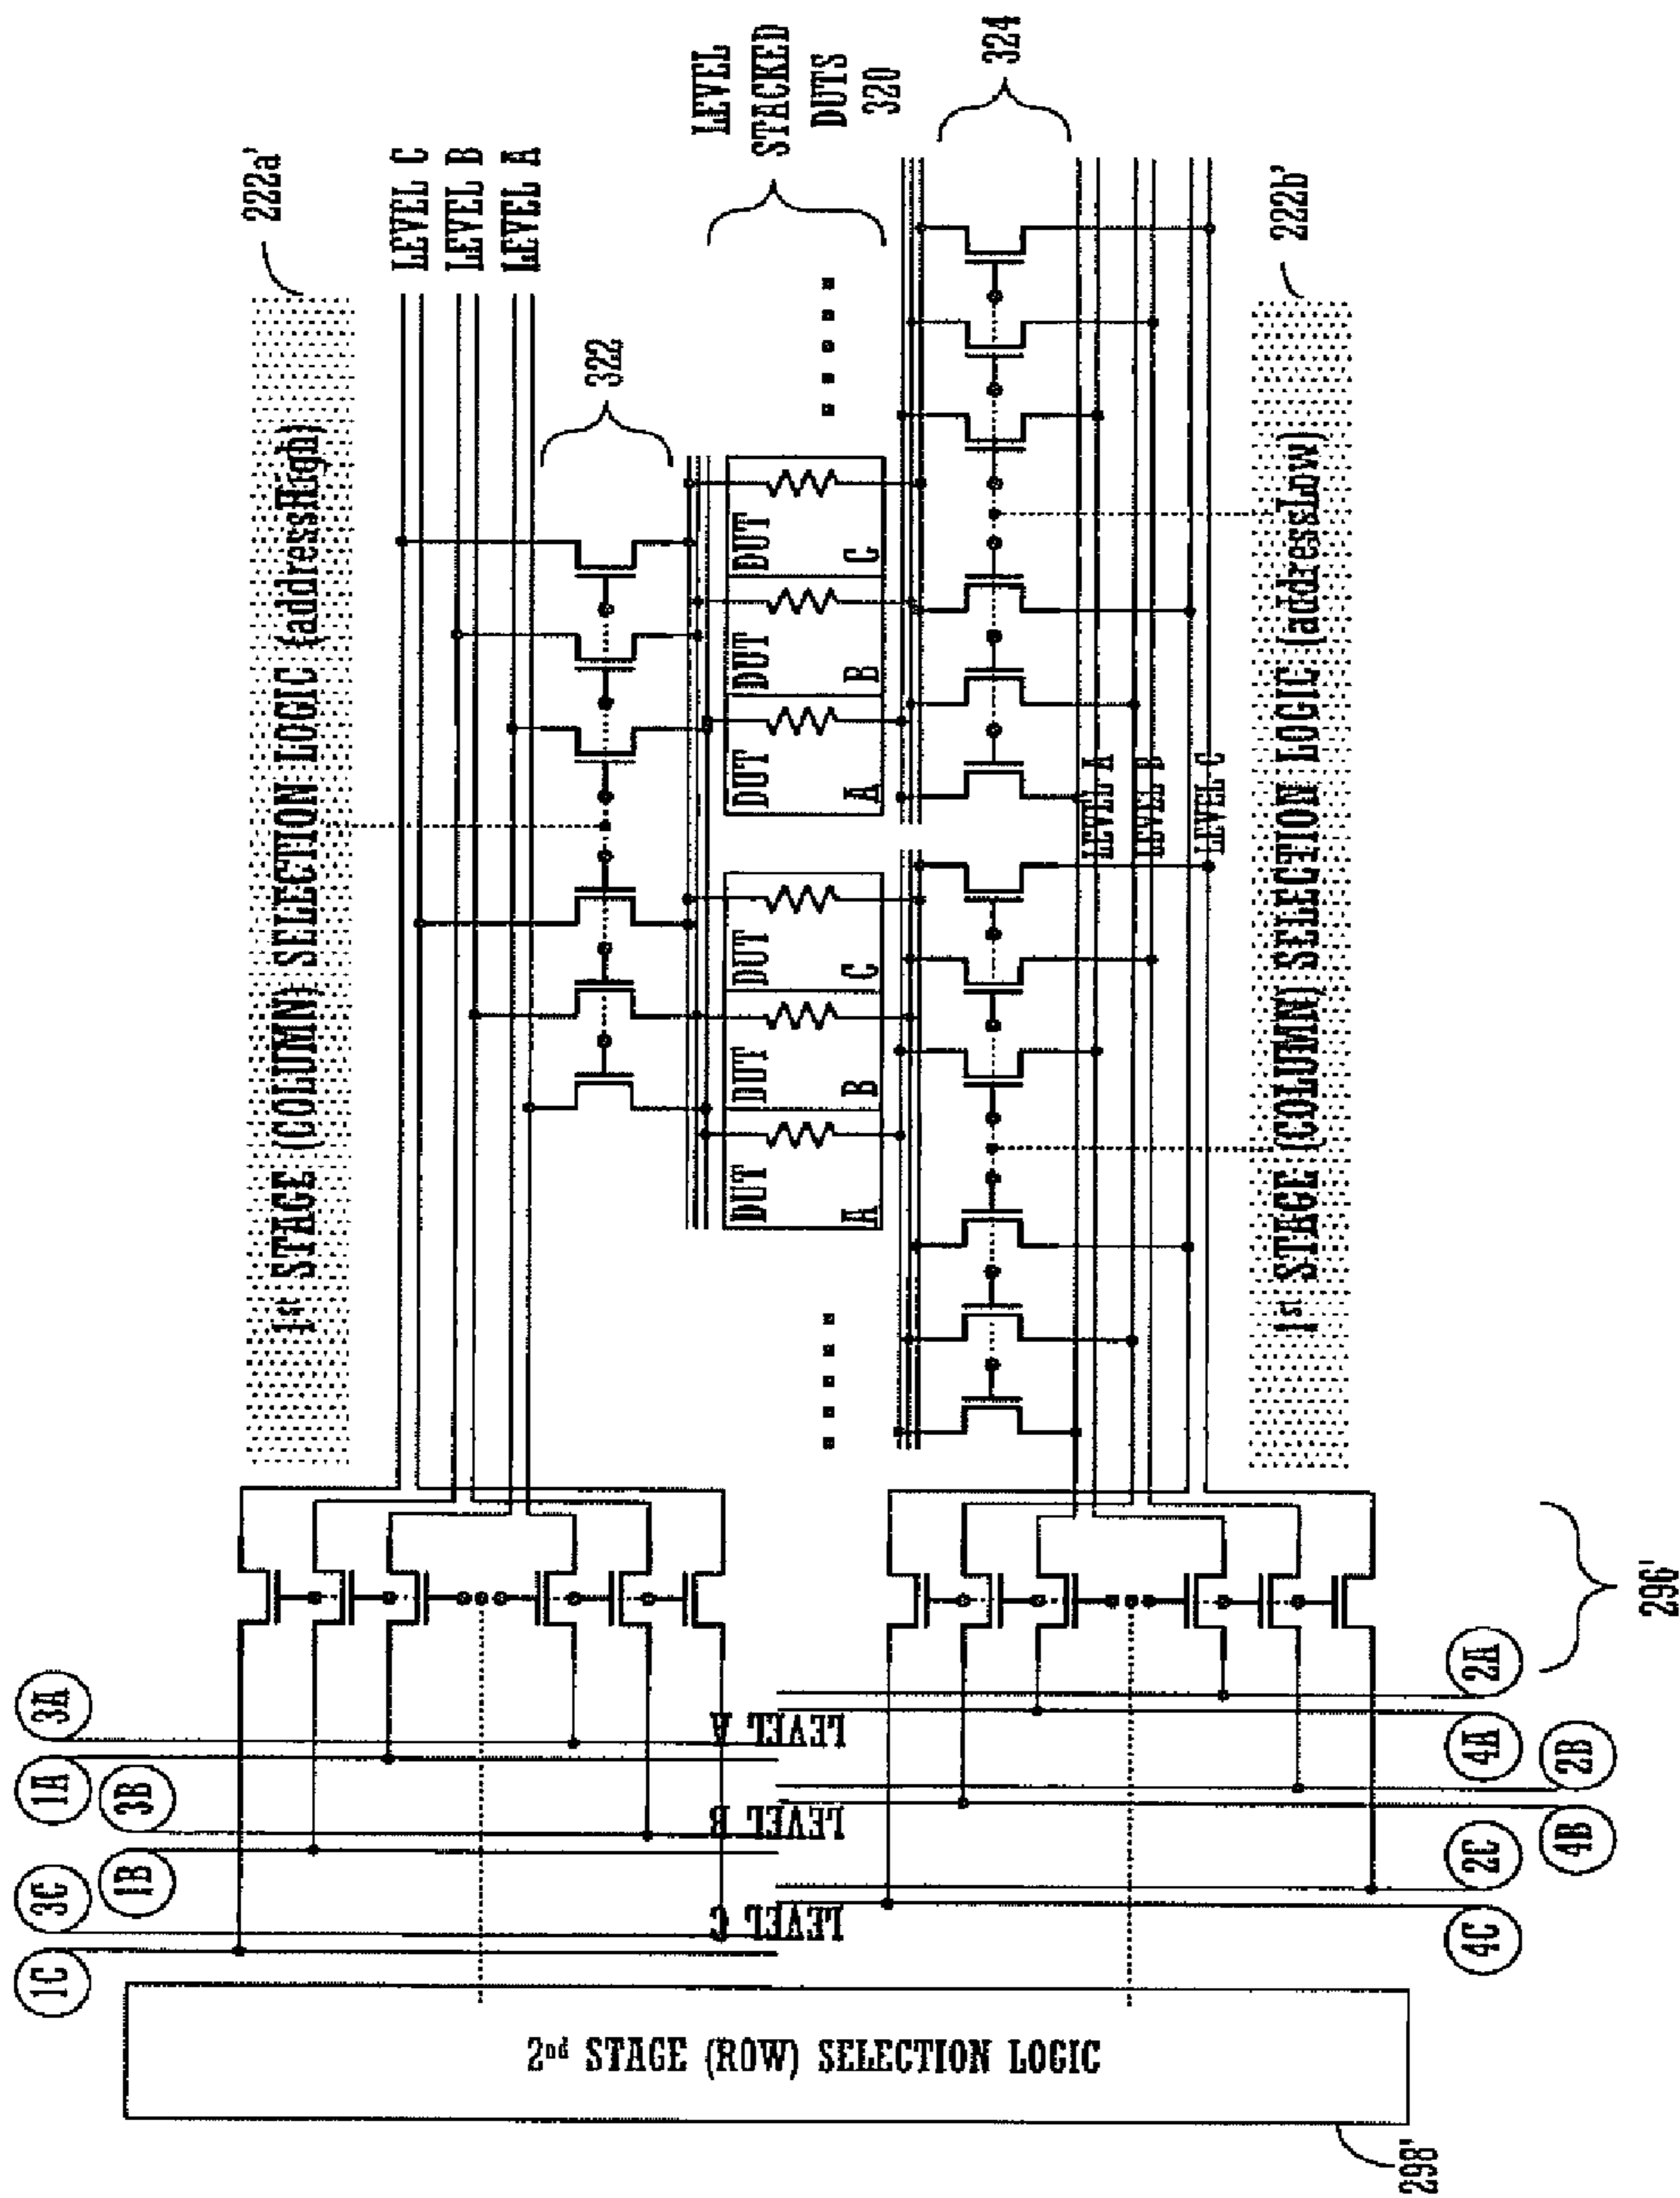 222a'
1st STAGE (COLUMN) SELECTION LOGIC (addressHigh)
LEVEL C
LEVEL B
LEVEL A
322
LEVEL
STACKED
DUTS
320
DUT A
DUT B
DUT C
DUT A
DUT B
DUT C
324
LEVEL A
LEVEL B
LEVEL C
222b'
1st STAGE (COLUMN) SELECTION LOGIC (addressLow)
296'
3A
1A
3B
1B
3C
1C
LEVEL A
LEVEL B
LEVEL C
2A
4A
2B
4B
2C
4C
2nd STAGE (ROW) SELECTION LOGIC
298'